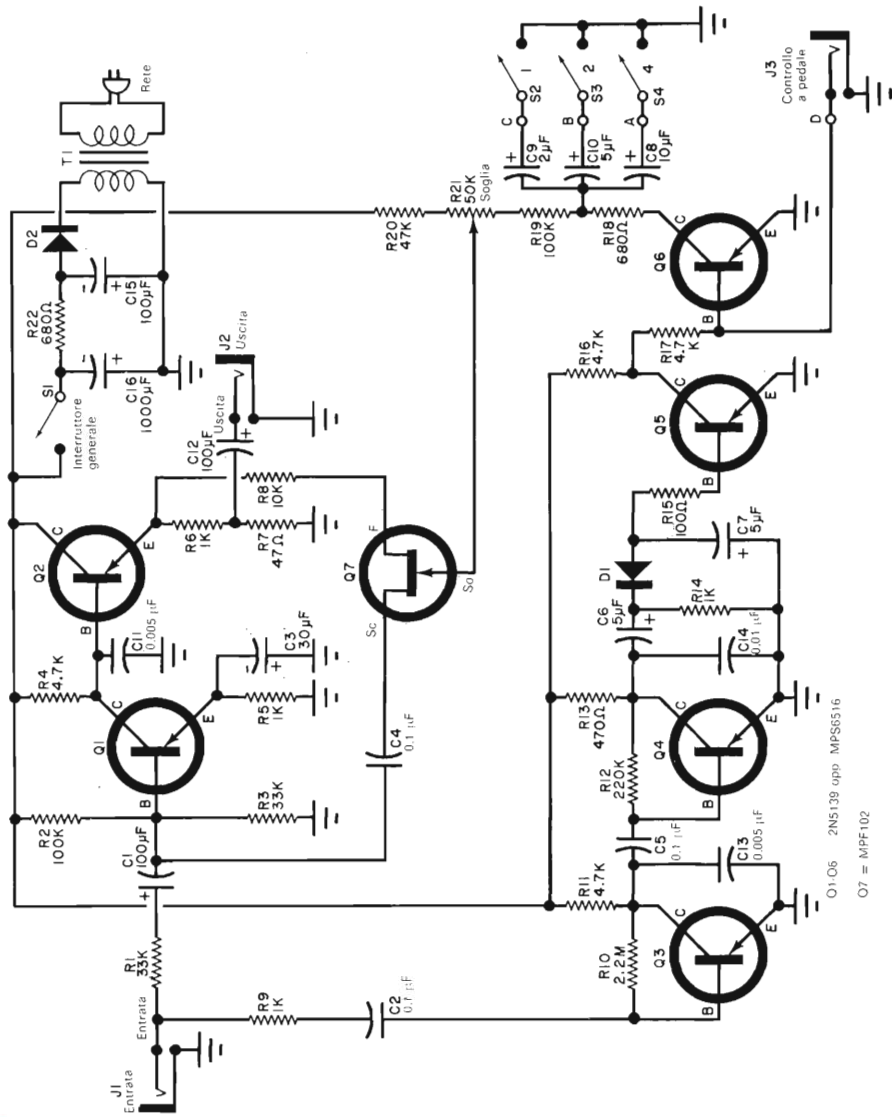 J1
Entrata
Entrata
R1
33K
R9
1K
C2
0.1 µF
C1
100µF
+
R2
100K
R3
33K
B
Q1
C
E
R4
4.7K
R5
1K
C3
30µF
+
C11
0.005 µF
B
Q2
C
E
R6
1K
R7
47Ω
R8
10K
C12
100µF
+
Uscita
J2
Uscita
C4
0.1 µF
Sc
Q7
F
So
Interruttore
generale
S1
R22
680Ω
C16
1000µF
-
+
C15
100µF
-
+
D2
T1
Rete
R20
47K
R21
50K
Soglia
R19
100K
R18
680Ω
C9
2µF
+
C
S2
1
C10
5µF
+
B
S3
2
C8
10µF
+
A
S4
4
R10
2.2M
R11
4.7K
B
Q3
C
E
C13
0.005 µF
C5
0.1 µF
R12
220K
R13
470Ω
B
Q4
C
E
C14
0.01 µF
C6
5µF
+
R14
1K
D1
C7
5µF
+
R15
100Ω
B
Q5
C
E
R16
4.7K
R17
4.7
K
B
Q6
C
E
D
J3
Controllo
a pedale
Q1-Q6 2N5139 opp MPS6516
Q7 = MPF102